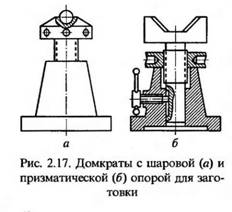 а
б
Рис. 2.17. Домкраты с шаровой (а) и
призматической (б) опорой для заго-
товки